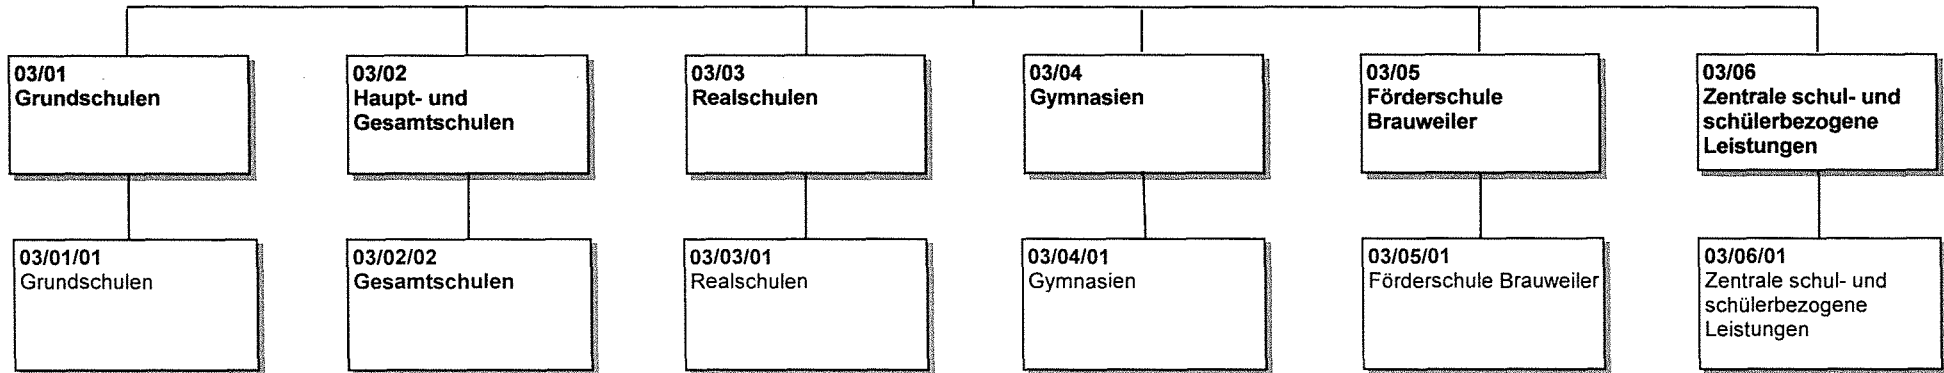 03/01
Grundschulen
03/02
Haupt- und
Gesamtschulen
03/03
Realschulen
03/04
Gymnasien
03/05
Förderschule
Brauweiler
03/06
Zentrale schul- und
schülerbezogene
Leistungen
03/01/01
Grundschulen
03/02/02
Gesamtschulen
03/03/01
Realschulen
03/04/01
Gymnasien
03/05/01
Förderschule Brauweiler
03/06/01
Zentrale schul- und
schülerbezogene
Leistungen